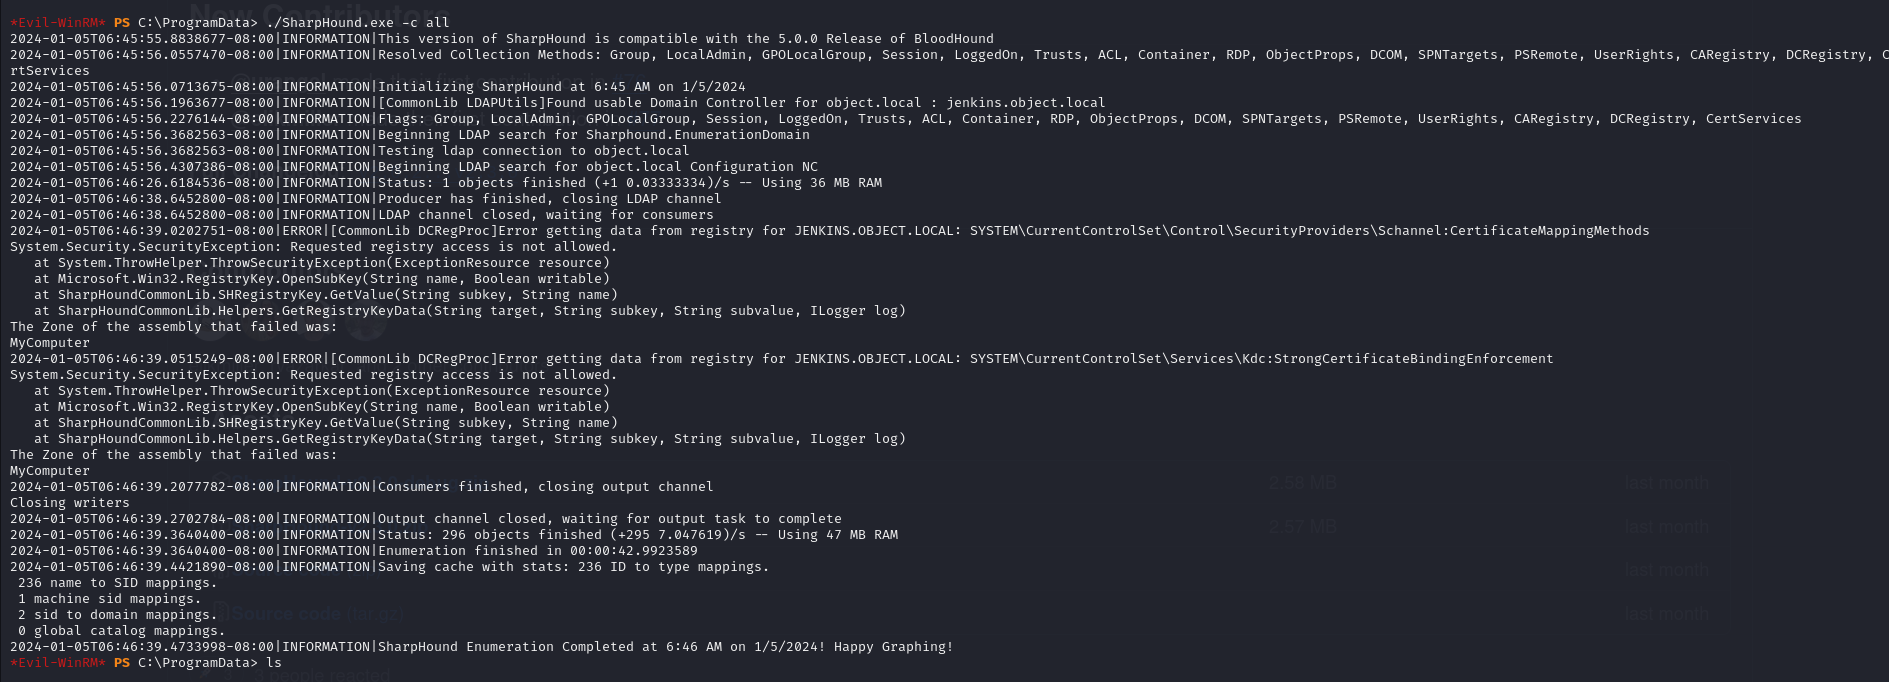 *Evil-WinRM* PS C:\ProgramData> ./SharpHound.exe -c all
2024-01-05T06:45:55.8838677-08:00|INFORMATION|This version of SharpHound is compatible with the 5.0.0 Release of BloodHound
2024-01-05T06:45:56.0557470-08:00|INFORMATION|Resolved Collection Methods: Group, LocalAdmin, GPOLocalGroup, Session, LoggedOn, Trusts, ACL, Container, RDP, ObjectProps, DCOM, SPNTargets, PSRemote, UserRights, CARegistry, DCRegistry, C
rtServices
2024-01-05T06:45:56.0713675-08:00|INFORMATION|Initializing SharpHound at 6:45 AM on 1/5/2024
2024-01-05T06:45:56.1963677-08:00|INFORMATION|[CommonLib LDAPUtils]Found usable Domain Controller for object.local : jenkins.object.local
2024-01-05T06:45:56.2276144-08:00|INFORMATION|Flags: Group, LocalAdmin, GPOLocalGroup, Session, LoggedOn, Trusts, ACL, Container, RDP, ObjectProps, DCOM, SPNTargets, PSRemote, UserRights, CARegistry, DCRegistry, CertServices
2024-01-05T06:45:56.3682563-08:00|INFORMATION|Beginning LDAP search for Sharphound.EnumerationDomain
2024-01-05T06:45:56.3682563-08:00|INFORMATION|Testing ldap connection to object.local
2024-01-05T06:45:56.4307386-08:00|INFORMATION|Beginning LDAP search for object.local Configuration NC
2024-01-05T06:46:26.6184536-08:00|INFORMATION|Status: 1 objects finished (+1 0.03333334)/s -- Using 36 MB RAM
2024-01-05T06:46:38.6452800-08:00|INFORMATION|Producer has finished, closing LDAP channel
2024-01-05T06:46:38.6452800-08:00|INFORMATION|LDAP channel closed, waiting for consumers
2024-01-05T06:46:39.0202751-08:00|ERROR|[CommonLib DCRegProc]Error getting data from registry for JENKINS.OBJECT.LOCAL: SYSTEM\CurrentControlSet\Control\SecurityProviders\Schannel:CertificateMappingMethods
System.Security.SecurityException: Requested registry access is not allowed.
   at System.ThrowHelper.ThrowSecurityException(ExceptionResource resource)
   at Microsoft.Win32.RegistryKey.OpenSubKey(String name, Boolean writable)
   at SharpHoundCommonLib.SHRegistryKey.GetValue(String subkey, String name)
   at SharpHoundCommonLib.Helpers.GetRegistryKeyData(String target, String subkey, String subvalue, ILogger log)
The Zone of the assembly that failed was:
MyComputer
2024-01-05T06:46:39.0515249-08:00|ERROR|[CommonLib DCRegProc]Error getting data from registry for JENKINS.OBJECT.LOCAL: SYSTEM\CurrentControlSet\Services\Kdc:StrongCertificateBindingEnforcement
System.Security.SecurityException: Requested registry access is not allowed.
   at System.ThrowHelper.ThrowSecurityException(ExceptionResource resource)
   at Microsoft.Win32.RegistryKey.OpenSubKey(String name, Boolean writable)
   at SharpHoundCommonLib.SHRegistryKey.GetValue(String subkey, String name)
   at SharpHoundCommonLib.Helpers.GetRegistryKeyData(String target, String subkey, String subvalue, ILogger log)
The Zone of the assembly that failed was:
MyComputer
2024-01-05T06:46:39.2077782-08:00|INFORMATION|Consumers finished, closing output channel
Closing writers
2024-01-05T06:46:39.2702784-08:00|INFORMATION|Output channel closed, waiting for output task to complete
2024-01-05T06:46:39.3640400-08:00|INFORMATION|Status: 296 objects finished (+295 7.047619)/s -- Using 47 MB RAM
2024-01-05T06:46:39.3640400-08:00|INFORMATION|Enumeration finished in 00:00:42.9923589
2024-01-05T06:46:39.4421890-08:00|INFORMATION|Saving cache with stats: 236 ID to type mappings.
 236 name to SID mappings.
 1 machine sid mappings.
 2 sid to domain mappings.
 0 global catalog mappings.
2024-01-05T06:46:39.4733998-08:00|INFORMATION|SharpHound Enumeration Completed at 6:46 AM on 1/5/2024! Happy Graphing!
*Evil-WinRM* PS C:\ProgramData> ls
New Contributors
2.58 MB last month
2.57 MB last month
last month
Source code (tar.gz) last month
people reacted